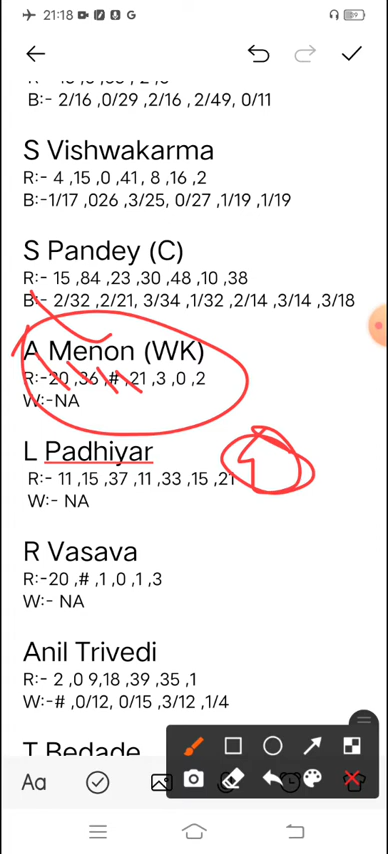 21:18 G 9
B:- 2/16 ,0/29 ,2/16 , 2/49, 0/11
S Vishwakarma
R:- 4 ,15 ,0 ,41, 8 ,16 ,2
B:-1/17 ,026 ,3/25, 0/27 ,1/19 ,1/19
S Pandey (C)
R:- 15 ,84 ,23 ,30 ,48 ,10 ,38
B:- 2/32 ,2/21, 3/34 ,1/32 ,2/14 ,3/14 ,3/18
A Menon (WK)
R:-20 ,36 ,# ,21 ,3 ,0 ,2
W:-NA
L Padhiyar
R:- 11 ,15 ,37 ,11 ,33 ,15 ,21
W:- NA
R Vasava
R:-20 ,# ,1 ,0 ,1 ,3
W:- NA
Anil Trivedi
R:- 2 ,0 9,18 ,39 ,35 ,1
W:-# ,0/12, 0/15 ,3/12 ,1/4
T Bedade
Aa